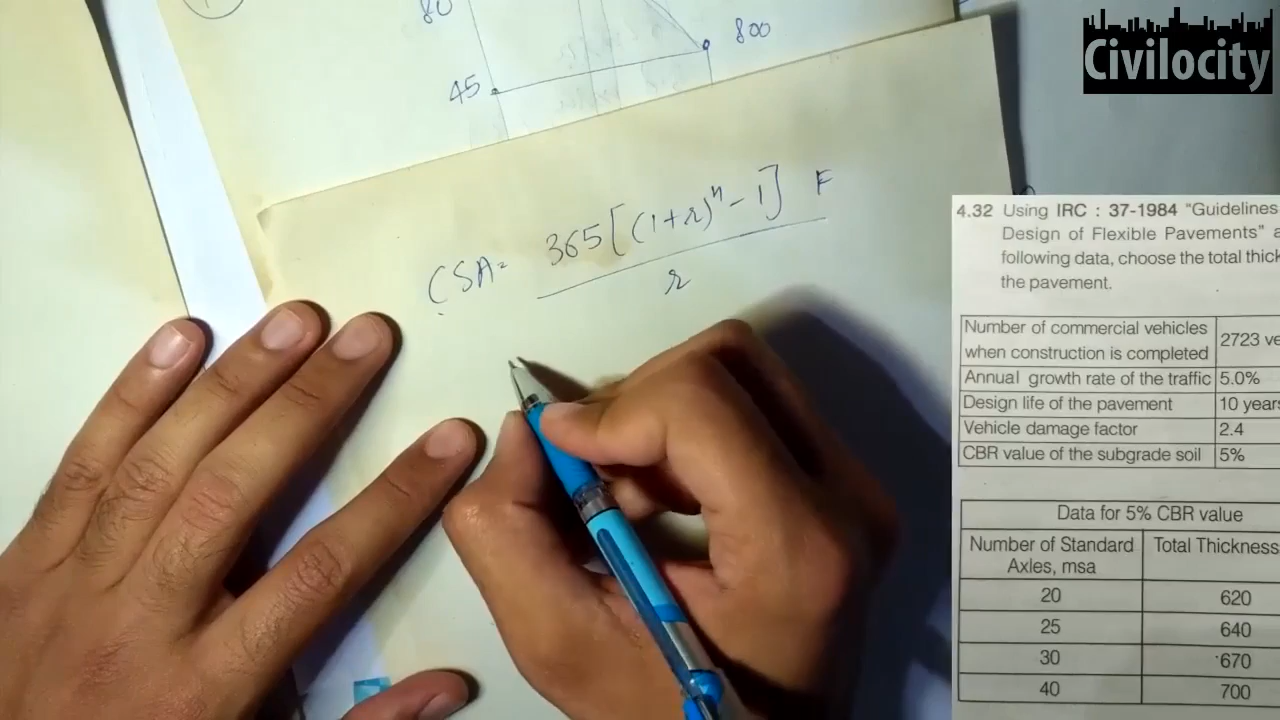 80
800
45
Civilocity
CSA = 365[(1+r)^n - 1] F
r
4.32 Using IRC : 37-1984 "Guidelines
Design of Flexible Pavements"
following data, choose the total
the pavement.
Number of commercial vehicles
when construction is completed
2723
Annual growth rate of the traffic 5.0%
Design life of the pavement 10 years
Vehicle damage factor 2.4
CBR value of the subgrade soil 5%
Data for 5% CBR value
Number of Standard
Axles, msa
Total Thickness
20 620
25 640
30 670
40 700